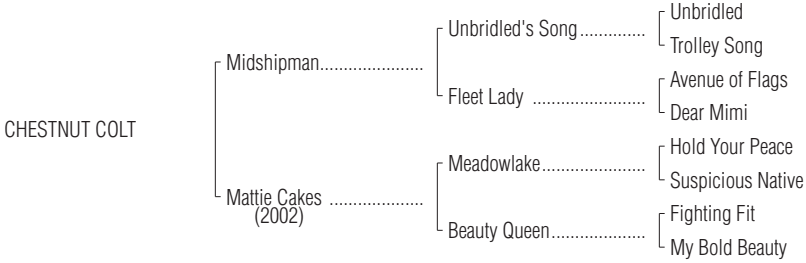 Unbridled
Unbridled's Song..............
Trolley Song
Midshipman......................
Avenue of Flags
Fleet Lady ........................
Dear Mimi
CHESTNUT COLT
Hold Your Peace
Meadowlake......................
Suspicious Native
Mattie Cakes ....................
(2002)
Fighting Fit
Beauty Queen....................
My Bold Beauty